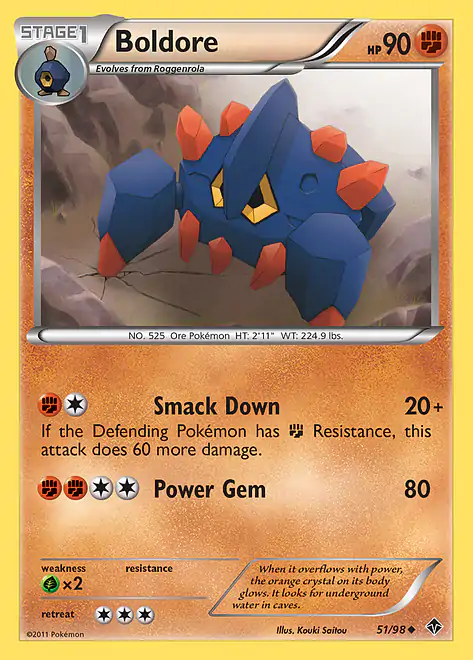 STAGE1
Boldore
HP 90
Evolves from Roggenrola
NO. 525 Ore Pokémon HT: 2'11" WT: 224.9 lbs.
Smack Down 20+
If the Defending Pokémon has Resistance, this
attack does 60 more damage.
Power Gem 80
weakness resistance
×2
retreat
When it overflows with power,
the orange crystal on its body
glows. It looks for underground
water in caves.
©2011 Pokémon
Illus. Kouki Saitou
51/98